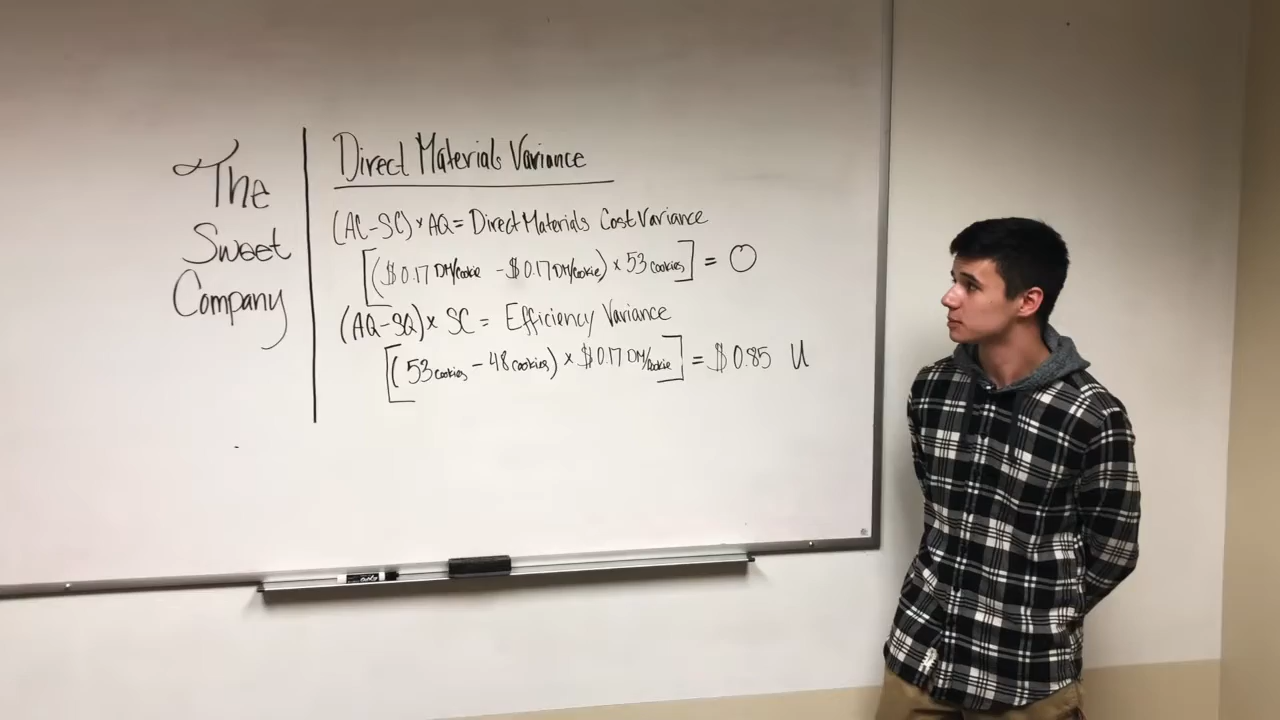 The
Sweet
Company
Direct Materials Variance
(AC-SC) × AQ = Direct Materials Cost Variance
[($0.17 DM/cookie - $0.17 DM/cookie) × 53 cookies] = 0
(AQ-SQ) × SC = Efficiency Variance
[(53 cookies - 48 cookies) × $0.17 DM/cookie] = $0.85 U
EXPO